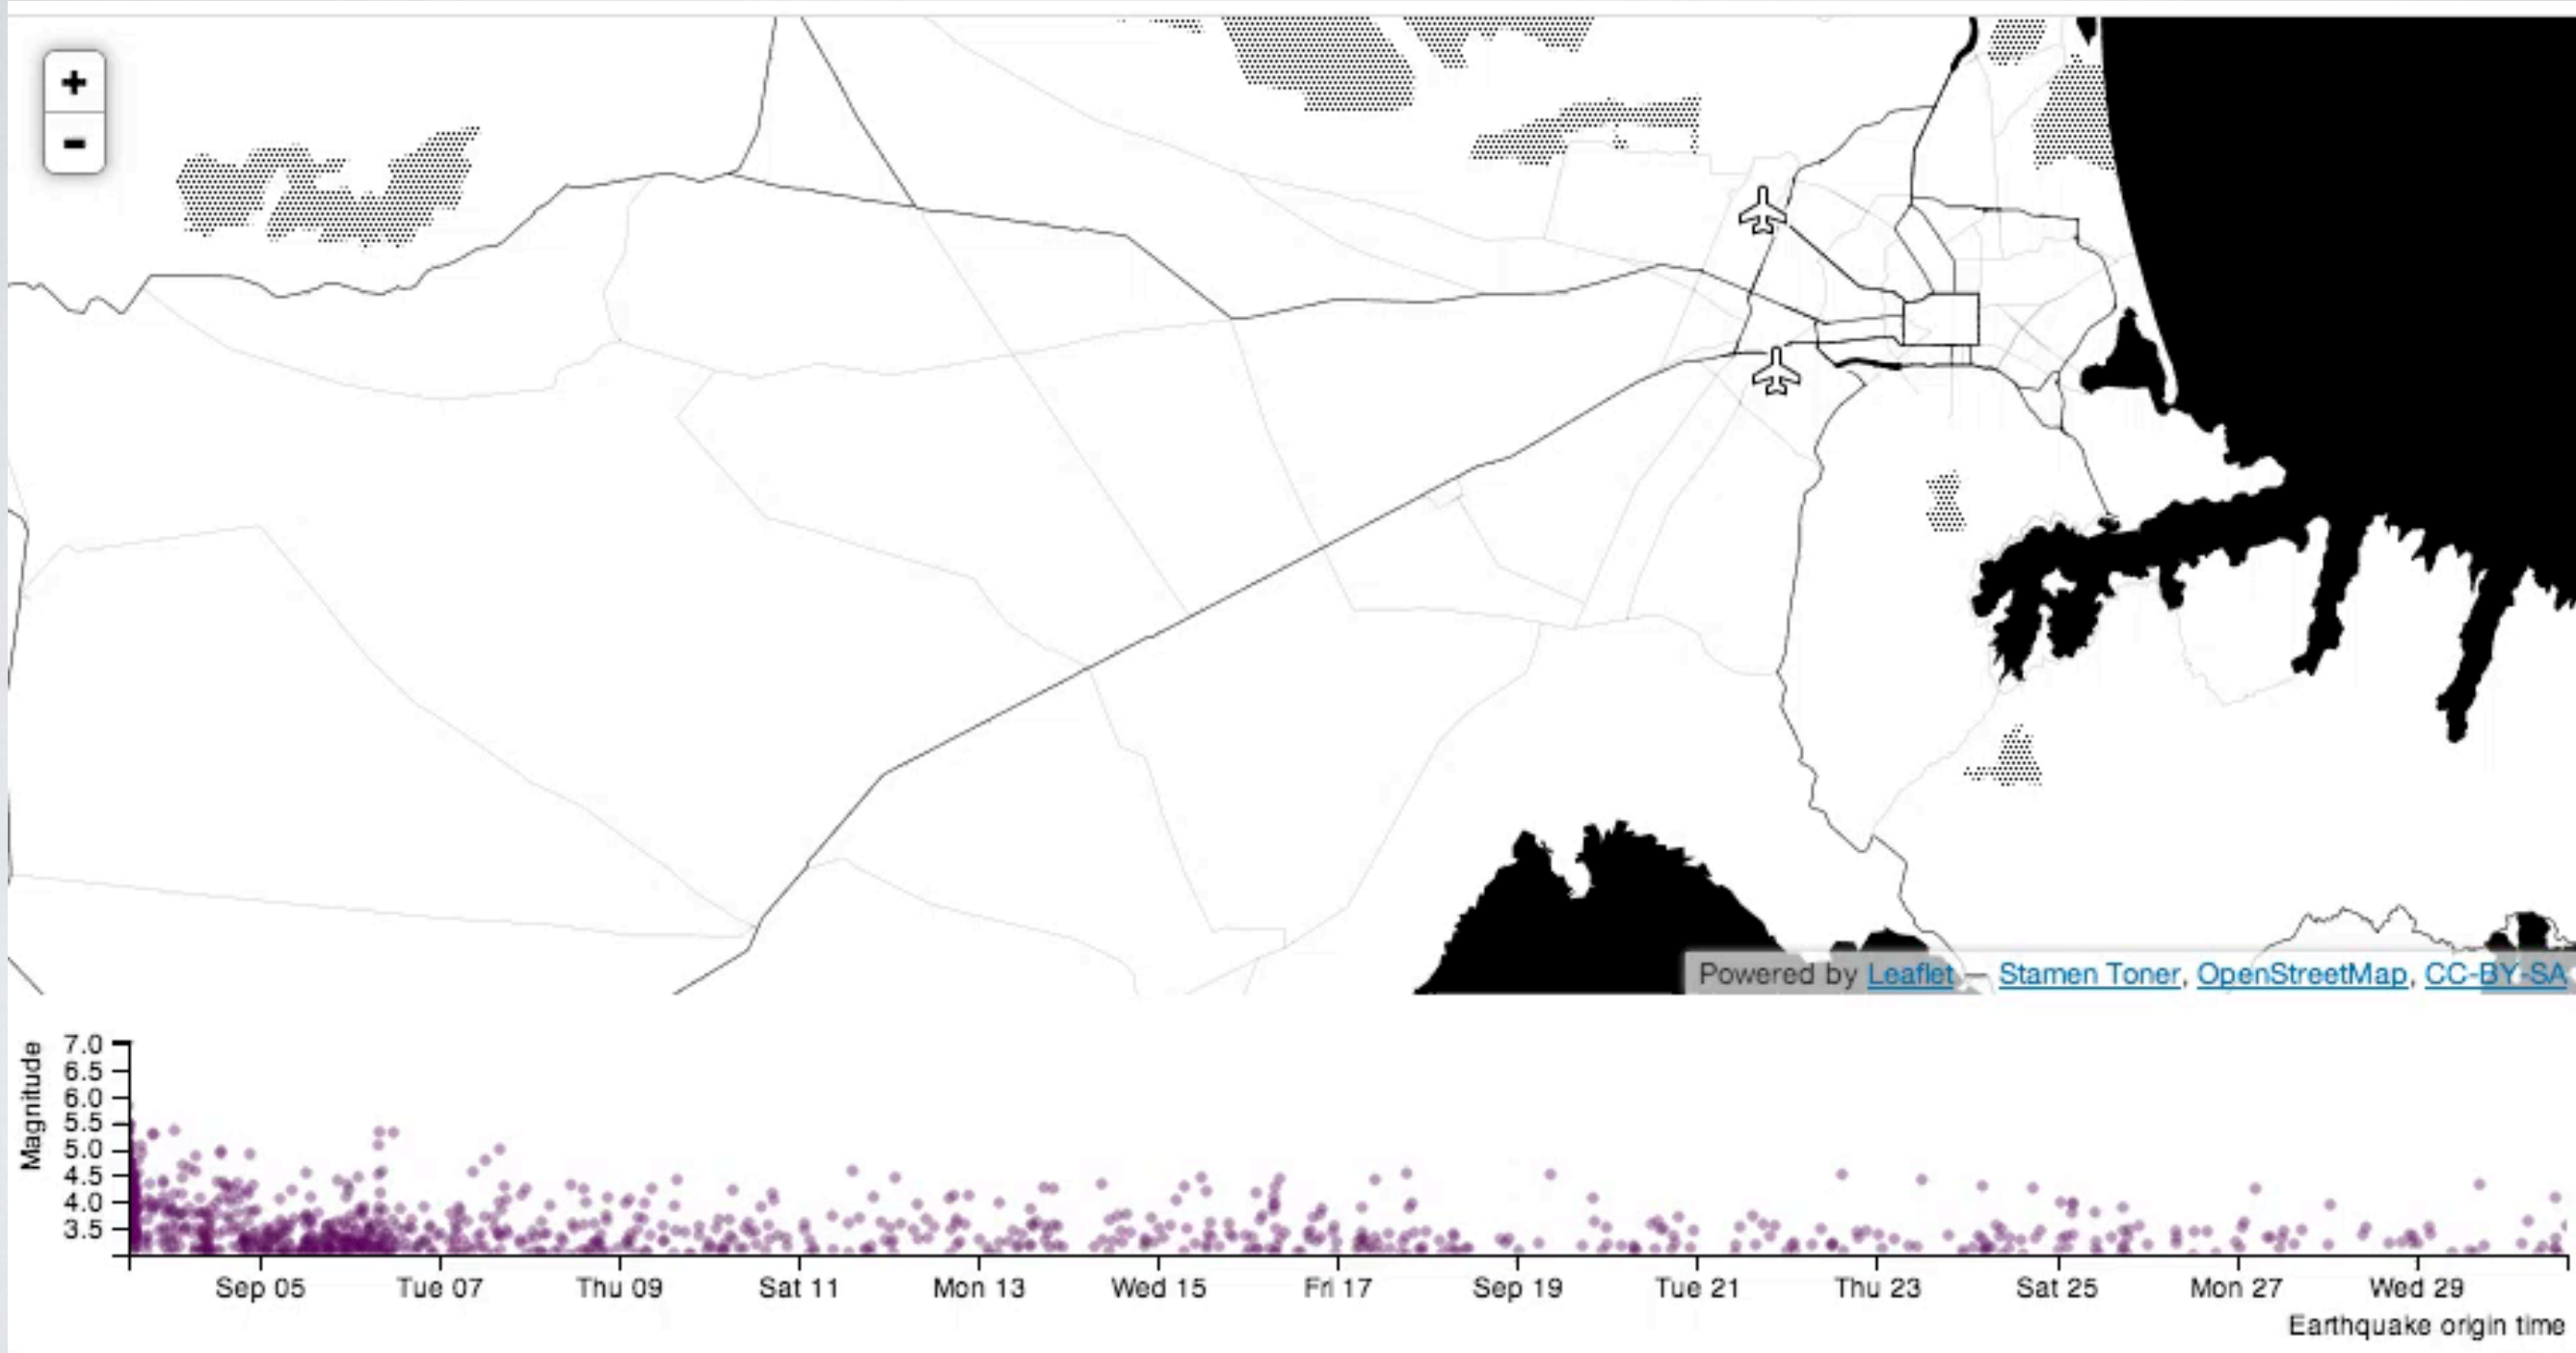 +
-
Powered by Leaflet — Stamen Toner, OpenStreetMap, CC-BY-SA
Magnitude
7.0
6.5
6.0
5.5
5.0
4.5
4.0
3.5
Sep 05 Tue 07 Thu 09 Sat 11 Mon 13 Wed 15 Fri 17 Sep 19 Tue 21 Thu 23 Sat 25 Mon 27 Wed 29
Earthquake origin time